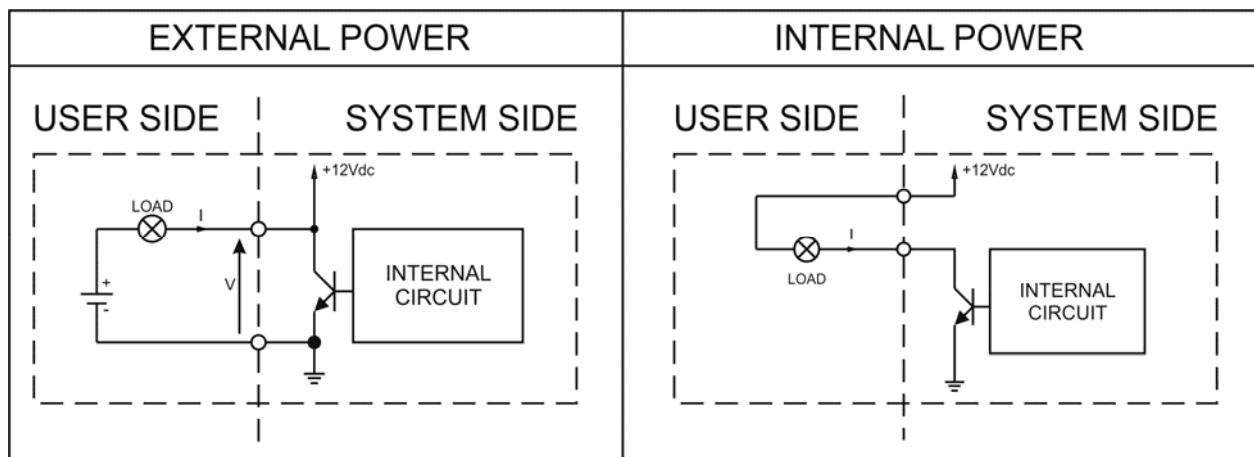 EXTERNAL POWER
INTERNAL POWER
USER SIDE
SYSTEM SIDE
+12Vdc
LOAD
I
V
+
-
INTERNAL
CIRCUIT
USER SIDE
SYSTEM SIDE
+12Vdc
I
LOAD
INTERNAL
CIRCUIT